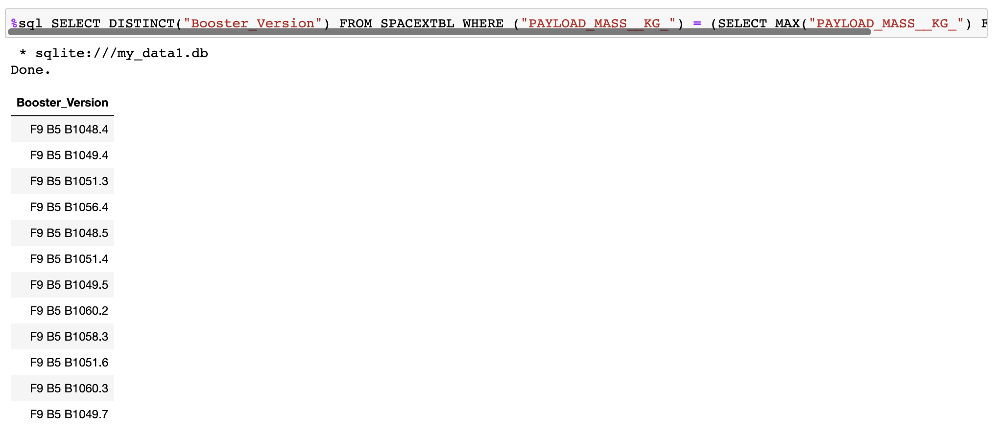 %sql SELECT DISTINCT("Booster_Version") FROM SPACEXTBL WHERE ("PAYLOAD_MASS__KG_") = (SELECT MAX("PAYLOAD_MASS__KG_") F
* sqlite:///my_data1.db
Done.
Booster_Version
F9 B5 B1048.4
F9 B5 B1049.4
F9 B5 B1051.3
F9 B5 B1056.4
F9 B5 B1048.5
F9 B5 B1051.4
F9 B5 B1049.5
F9 B5 B1060.2
F9 B5 B1058.3
F9 B5 B1051.6
F9 B5 B1060.3
F9 B5 B1049.7